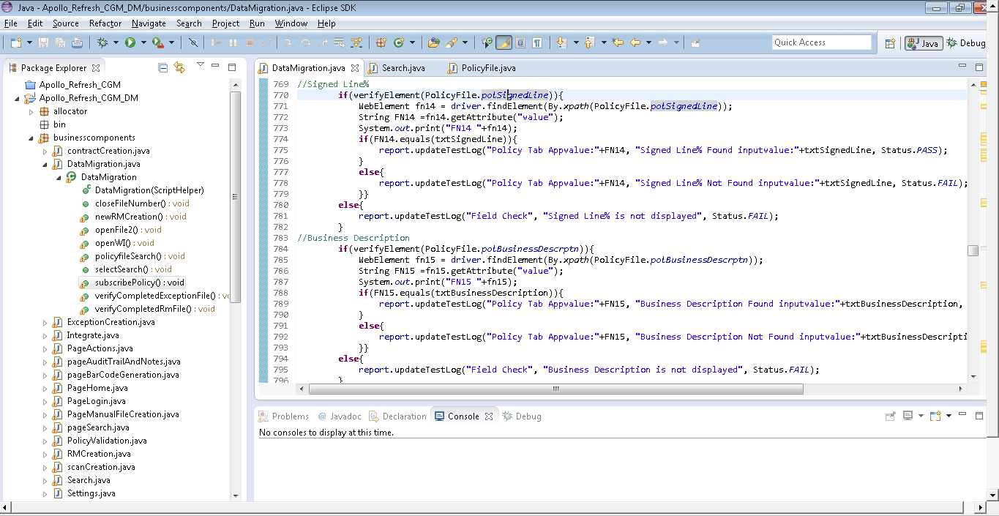 Java - Apollo_Refresh_CGM_DM/businesscomponents/DataMigration.java - Eclipse SDK
File Edit Source Refactor Navigate Search Project Run Window Help
Quick Access
Java
Debug
Package Explorer
Apollo_Refresh_CGM
Apollo_Refresh_CGM_DM
allocator
bin
businesscomponents
contractCreation.java
DataMigration.java
DataMigration
DataMigration(ScriptHelper)
closeFileNumber() : void
newRMCreation() : void
openFile2() : void
openWI() : void
policyfileSearch() : void
selectSearch() : void
subscribePolicy() : void
verifyCompletedExceptionFile() : vo
verifyCompletedRmFile() : void
ExceptionCreation.java
Integrate.java
PageActions.java
pageAuditTrailAndNotes.java
pageBarCodeGeneration.java
PageHome.java
PageLogin.java
PageManualFileCreation.java
pageSearch.java
PolicyValidation.java
RMCreation.java
scanCreation.java
Search.java
Settings.java
DataMigration.java Search.java PolicyFile.java
769 //Signed Line%
770 if(verifyElement(PolicyFile.polSignedLine)){
771 WebElement fn14 = driver.findElement(By.xpath(PolicyFile.polSignedLine));
772 String FN14 =fn14.getAttribute("value");
773 System.out.print("FN14 "+fn14);
774 if(FN14.equals(txtSignedLine)){
775 report.updateTestLog("Policy Tab Appvalue:"+FN14, "Signed Line% Found inputvalue:"+txtSignedLine, Status.PASS);
776 }
777 else{
778 report.updateTestLog("Policy Tab Appvalue:"+FN14, "Signed Line% Not Found inputvalue:"+txtSignedLine, Status.FAIL);
779 }}
780 else{
781 report.updateTestLog("Field Check", "Signed Line% is not displayed", Status.FAIL);
782 }
783 //Business Description
784 if(verifyElement(PolicyFile.polBusinessDescrptn)){
785 WebElement fn15 = driver.findElement(By.xpath(PolicyFile.polBusinessDescrptn));
786 String FN15 =fn15.getAttribute("value");
787 System.out.print("FN15 "+fn15);
788 if(FN15.equals(txtBusinessDescription)){
789 report.updateTestLog("Policy Tab Appvalue:"+FN15, "Business Description Found inputvalue:"+txtBusinessDescription,
790 }
791 else{
792 report.updateTestLog("Policy Tab Appvalue:"+FN15, "Business Description Not Found inputvalue:"+txtBusinessDescripti
793 }}
794 else{
795 report.updateTestLog("Field Check", "Business Description is not displayed", Status.FAIL);
796 }
Problems @ Javadoc Declaration Console Debug
No consoles to display at this time.